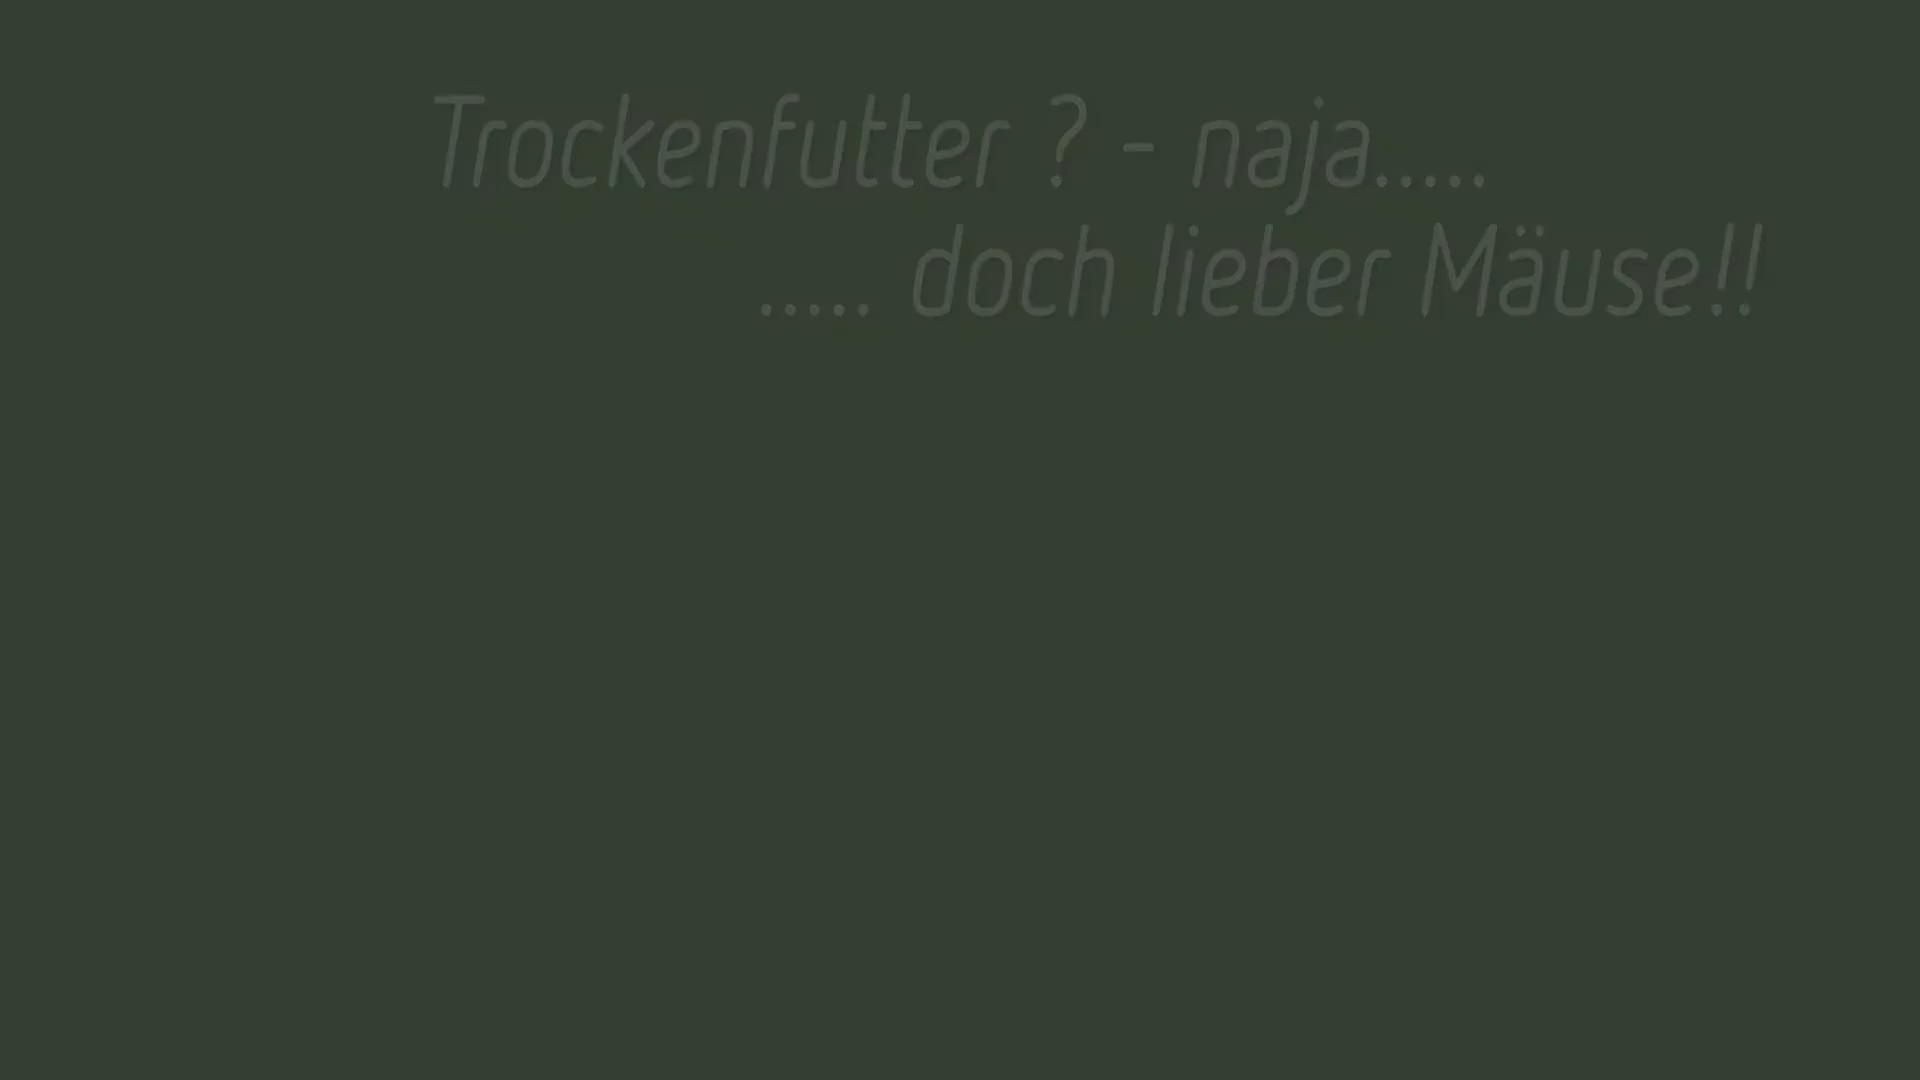 Trockenfutter ? - naja.....
..... doch lieber Mäuse!!